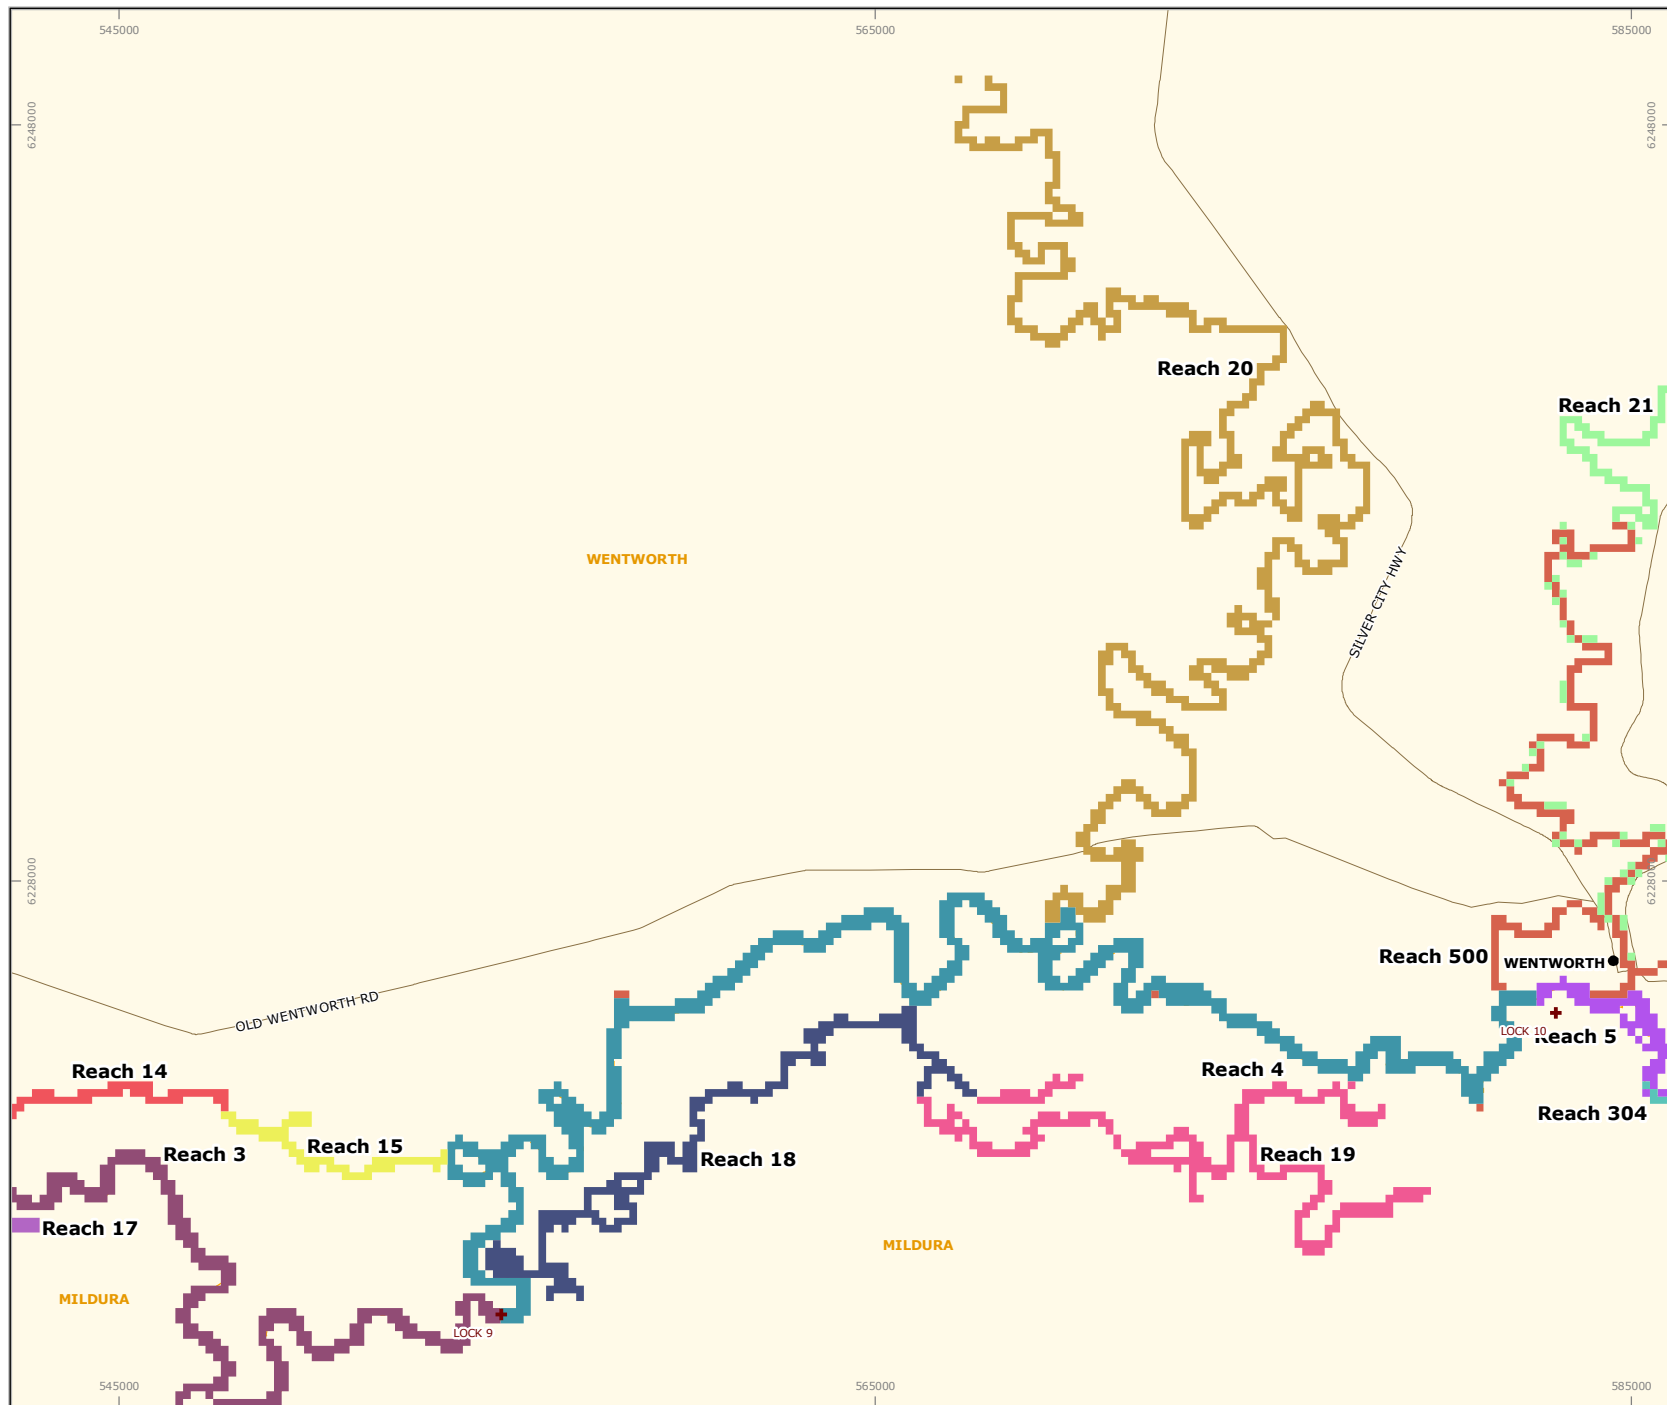 545000
565000
585000
6248000
6248000
Reach 20
Reach 21
WENTWORTH
SILVER CITY HWY
6228000
6228000
Reach 500
WENTWORTH
OLD WENTWORTH RD
LOCK 10
Reach 5
Reach 14
Reach 4
Reach 304
Reach 3
Reach 15
Reach 18
Reach 19
Reach 17
MILDURA
MILDURA
LOCK 9
545000
565000
585000